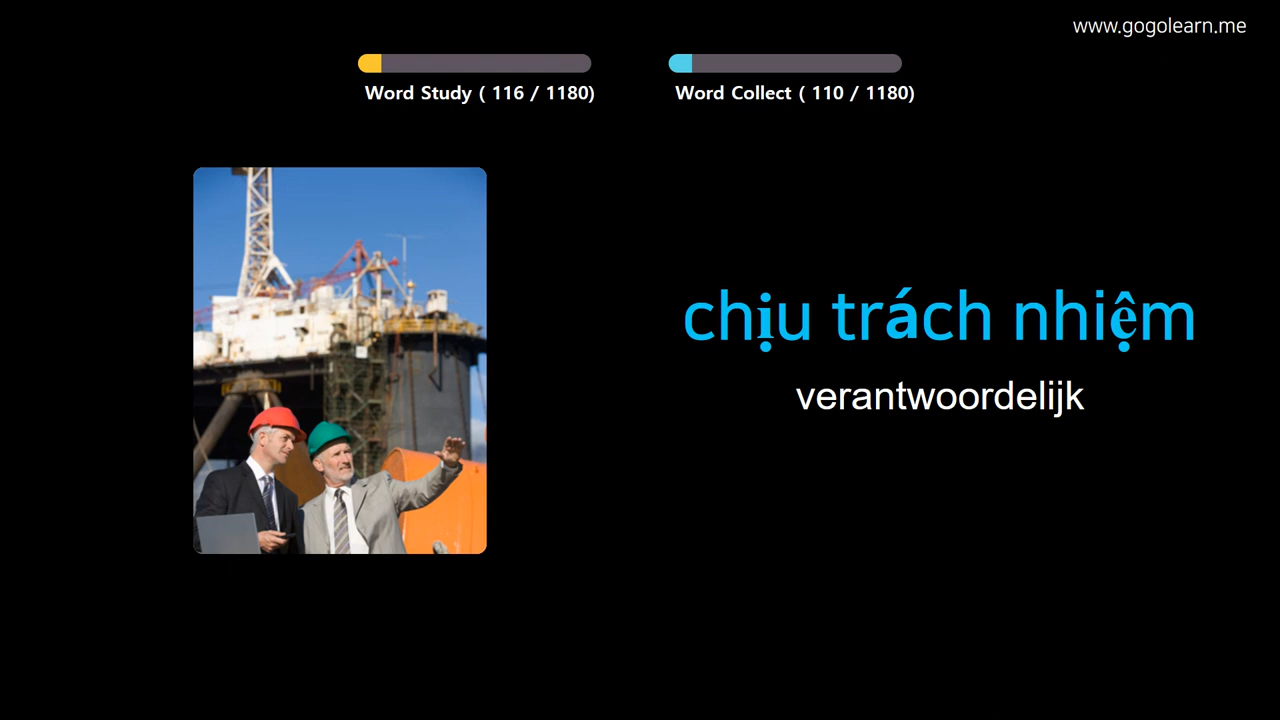 www.gogolearn.me
Word Study ( 116 / 1180)
Word Collect ( 110 / 1180)
chịu trách nhiệm
verantwoordelijk